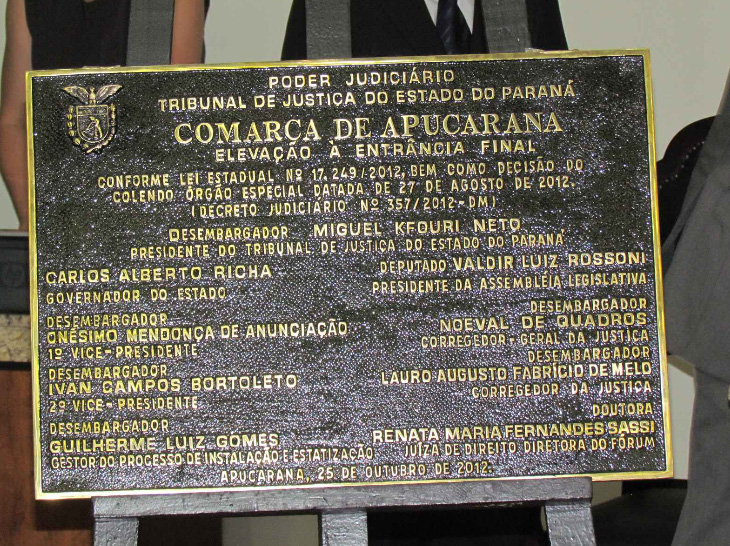 PODER JUDICIÁRIO
TRIBUNAL DE JUSTIÇA DO ESTADO DO PARANÁ
COMARCA DE APUCARANA
ELEVAÇÃO À ENTRÂNCIA FINAL
CONFORME LEI ESTADUAL Nº 17.249/2012, BEM COMO DECISÃO DO
COLENDO ÓRGÃO ESPECIAL DATADA DE 27 DE AGOSTO DE 2012.
(DECRETO JUDICIÁRIO Nº 357/2012-DM)
DESEMBARGADOR MIGUEL KFOURI NETO
PRESIDENTE DO TRIBUNAL DE JUSTIÇA DO ESTADO DO PARANÁ
CARLOS ALBERTO RICHA
GOVERNADOR DO ESTADO
DEPUTADO VALDIR LUIZ ROSSONI
PRESIDENTE DA ASSEMBLEIA LEGISLATIVA
DESEMBARGADOR
ONÉSIMO MENDONÇA DE ANUNCIAÇÃO
1º VICE-PRESIDENTE
DESEMBARGADOR
NOEVAL DE QUADROS
CORREGEDOR-GERAL DA JUSTIÇA
DESEMBARGADOR
IVAN CAMPOS BORTOLETO
2º VICE-PRESIDENTE
DESEMBARGADOR
LAURO AUGUSTO FABRÍCIO DE MELO
CORREGEDOR DA JUSTIÇA
DESEMBARGADOR
GUILHERME LUIZ GOMES
GESTOR DO PROCESSO DE INSTALAÇÃO E ESTATIZAÇÃO
DOUTORA
RENATA MARIA FERNANDES SASSI
JUÍZA DE DIREITO DIRETORA DO FÓRUM
APUCARANA, 25 DE OUTUBRO DE 2012.